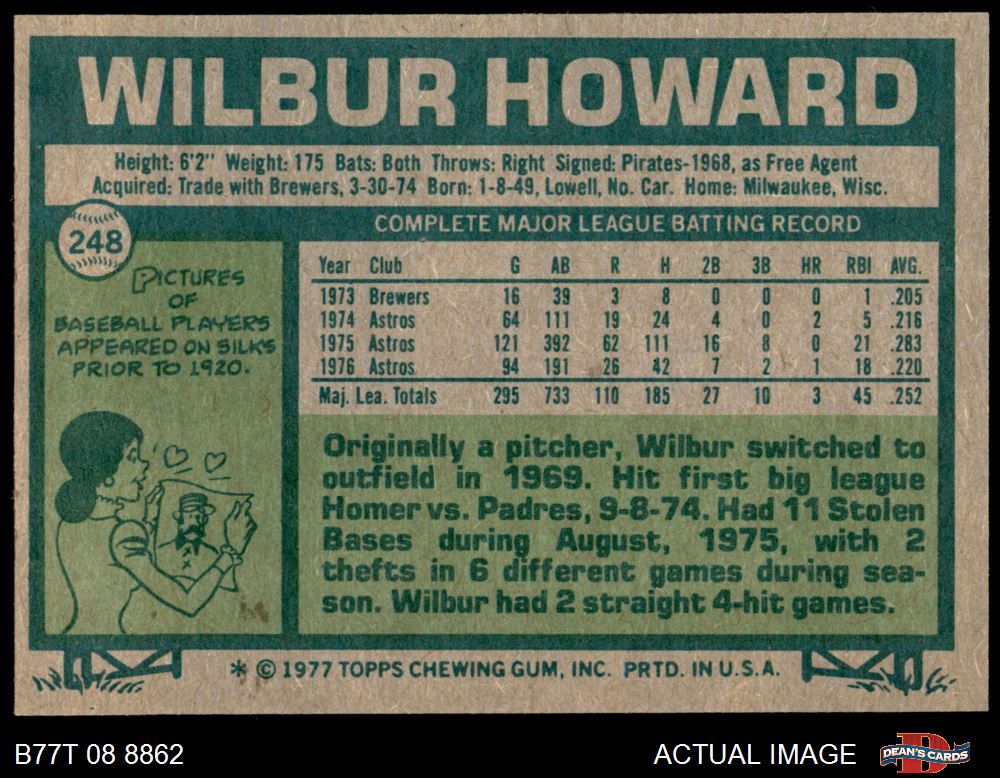 WILBUR HOWARD
Height: 6'2" Weight: 175 Bats: Both Throws: Right Signed: Pirates-1968, as Free Agent
Acquired: Trade with Brewers, 3-30-74 Born: 1-8-49, Lowell, No. Car. Home: Milwaukee, Wisc.
248
PICTURES
OF
BASEBALL PLAYERS
APPEARED ON SILKS
PRIOR TO 1920.
COMPLETE MAJOR LEAGUE BATTING RECORD
Year Club G AB R H 2B 3B HR RBI AVG.
1973 Brewers 16 39 3 8 0 0 0 1 .205
1974 Astros 64 111 19 24 4 0 2 5 .216
1975 Astros 121 392 62 111 16 8 0 21 .283
1976 Astros 94 191 26 42 7 2 1 18 .220
Maj. Lea. Totals 295 733 110 185 27 10 3 45 .252
Originally a pitcher, Wilbur switched to
outfield in 1969. Hit first big league
Homer vs. Padres, 9-8-74. Had 11 Stolen
Bases during August, 1975, with 2
thefts in 6 different games during sea-
son. Wilbur had 2 straight 4-hit games.
* © 1977 TOPPS CHEWING GUM, INC. PRTD. IN U.S.A.
B77T 08 8862
ACTUAL IMAGE
DEAN'S CARDS